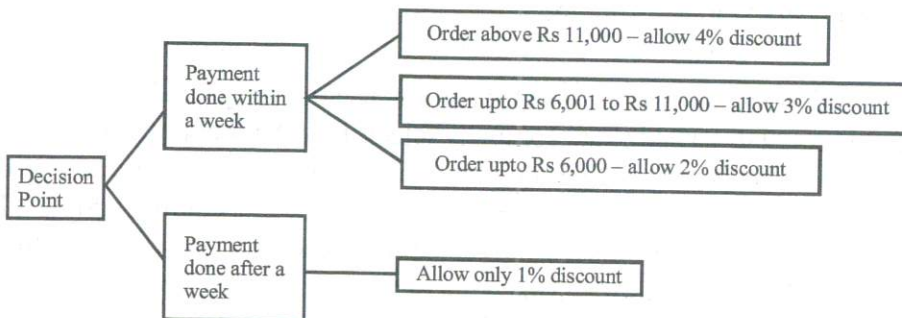 Order above Rs 11,000 – allow 4% discount
Payment
done within
a week
Order upto Rs 6,001 to Rs 11,000 – allow 3% discount
Order upto Rs 6,000 – allow 2% discount
Decision
Point
Payment
done after a
week
Allow only 1% discount